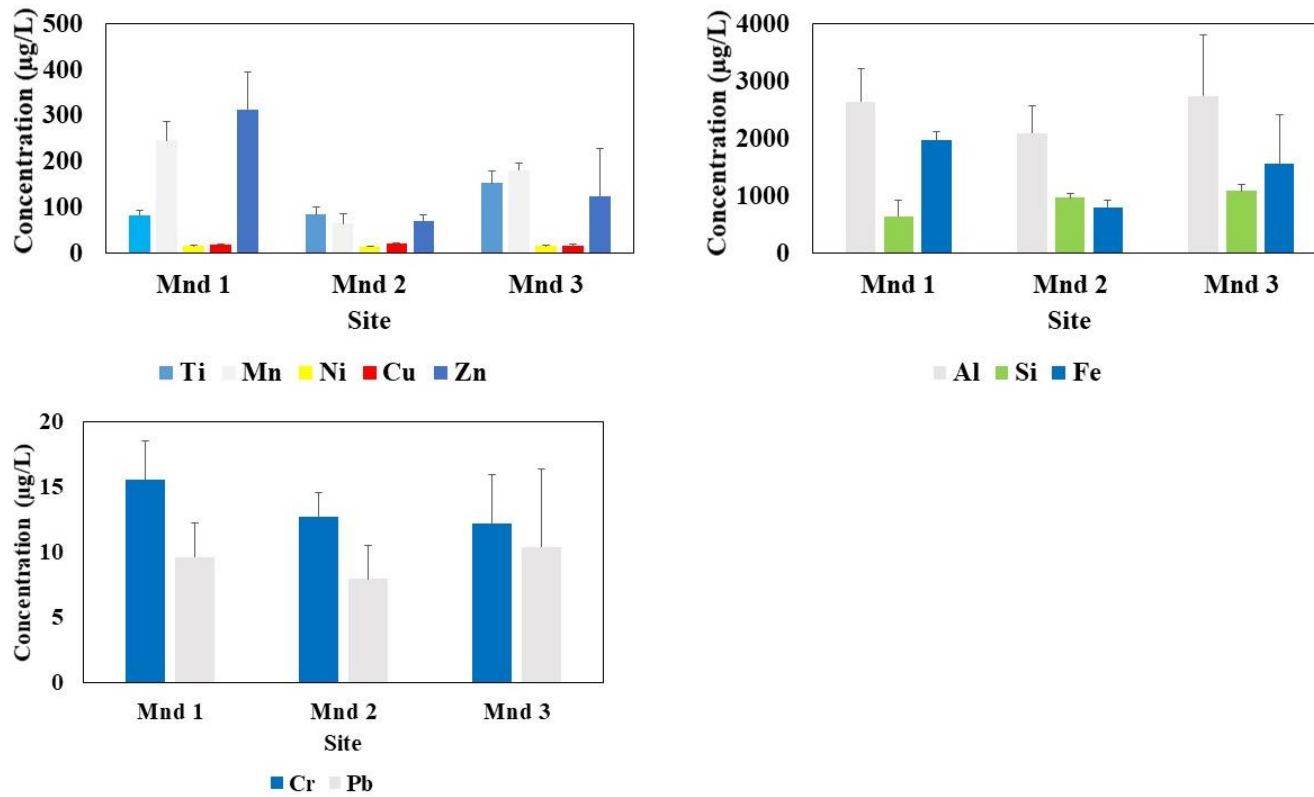 Concentration (µg/L)
500
400
300
200
100
0
Mnd 1 Mnd 2 Mnd 3
Site
Ti Mn Ni Cu Zn
Concentration (µg/L)
4000
3000
2000
1000
0
Mnd 1 Mnd 2 Mnd 3
Site
Al Si Fe
Concentration (µg/L)
20
15
10
5
0
Mnd 1 Mnd 2 Mnd 3
Site
Cr Pb